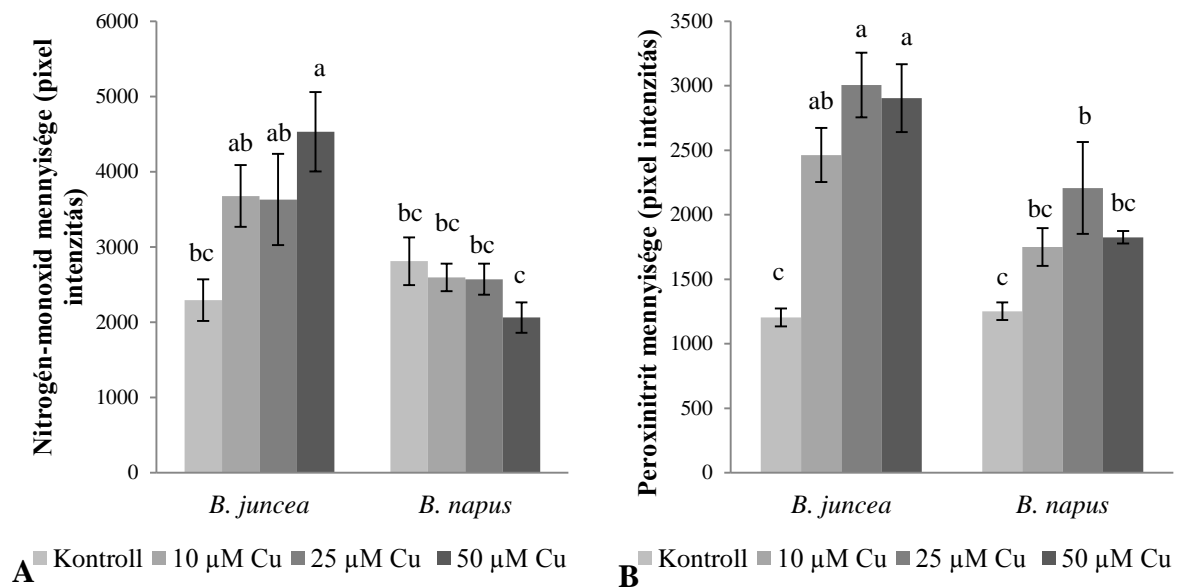 Nitrogén-monoxid mennyisége (pixel
intenzitás)
6000
5000
4000
3000
2000
1000
0
bc
ab
ab
a
bc
bc
bc
c
B. juncea
B. napus
Kontroll 10 µM Cu 25 µM Cu 50 µM Cu
A
Peroxinitrit mennyisége (pixel intenzitás)
3500
3000
2500
2000
1500
1000
500
0
c
ab
a
a
c
bc
b
bc
B. juncea
B. napus
Kontroll 10 µM Cu 25 µM Cu 50 µM Cu
B